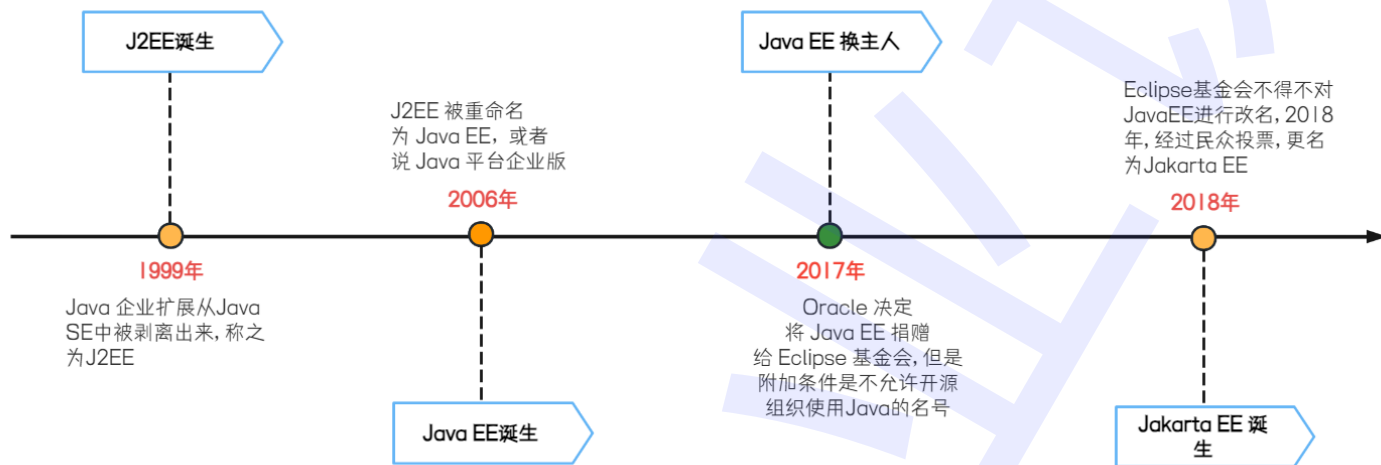 J2EE诞生
1999年
Java 企业扩展从Java
SE中被剥离出来,称之
为J2EE
J2EE 被重命名
为 Java EE, 或者
说 Java 平台企业版
2006年
Java EE诞生
Java EE 换主人
2017年
Oracle 决定
将 Java EE 捐赠
给 Eclipse 基金会,但是
附加条件是不允许开源
组织使用Java的名号
Eclipse基金会不得不对
JavaEE进行改名,2018
年,经过民众投票,更名
为Jakarta EE
2018年
Jakarta EE 诞
生